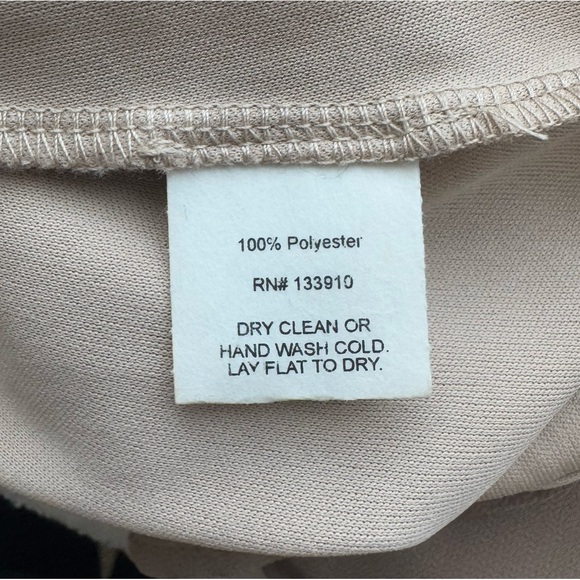 100% Polyester
RN# 133910
DRY CLEAN OR
HAND WASH COLD.
LAY FLAT TO DRY.